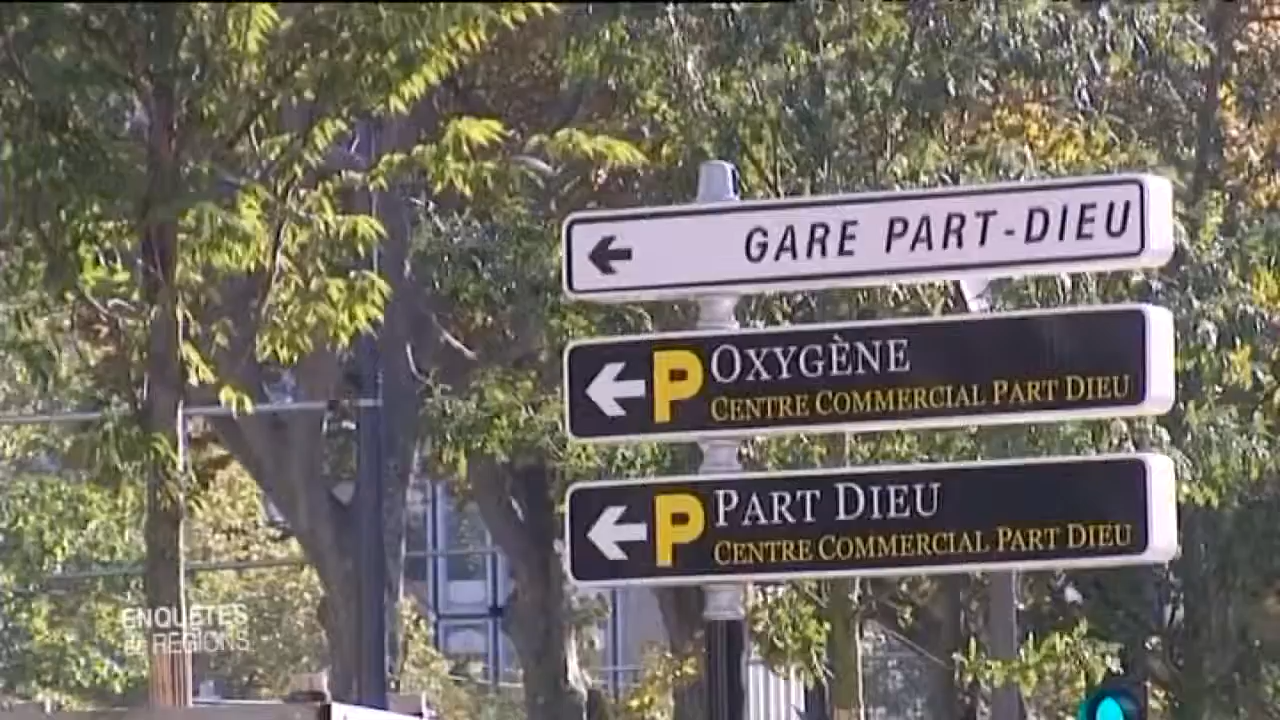 GARE PART-DIEU
P OXYGÈNE
CENTRE COMMERCIAL PART DIEU
P PART DIEU
CENTRE COMMERCIAL PART DIEU
ENQUÊTES
de RÉGIONS